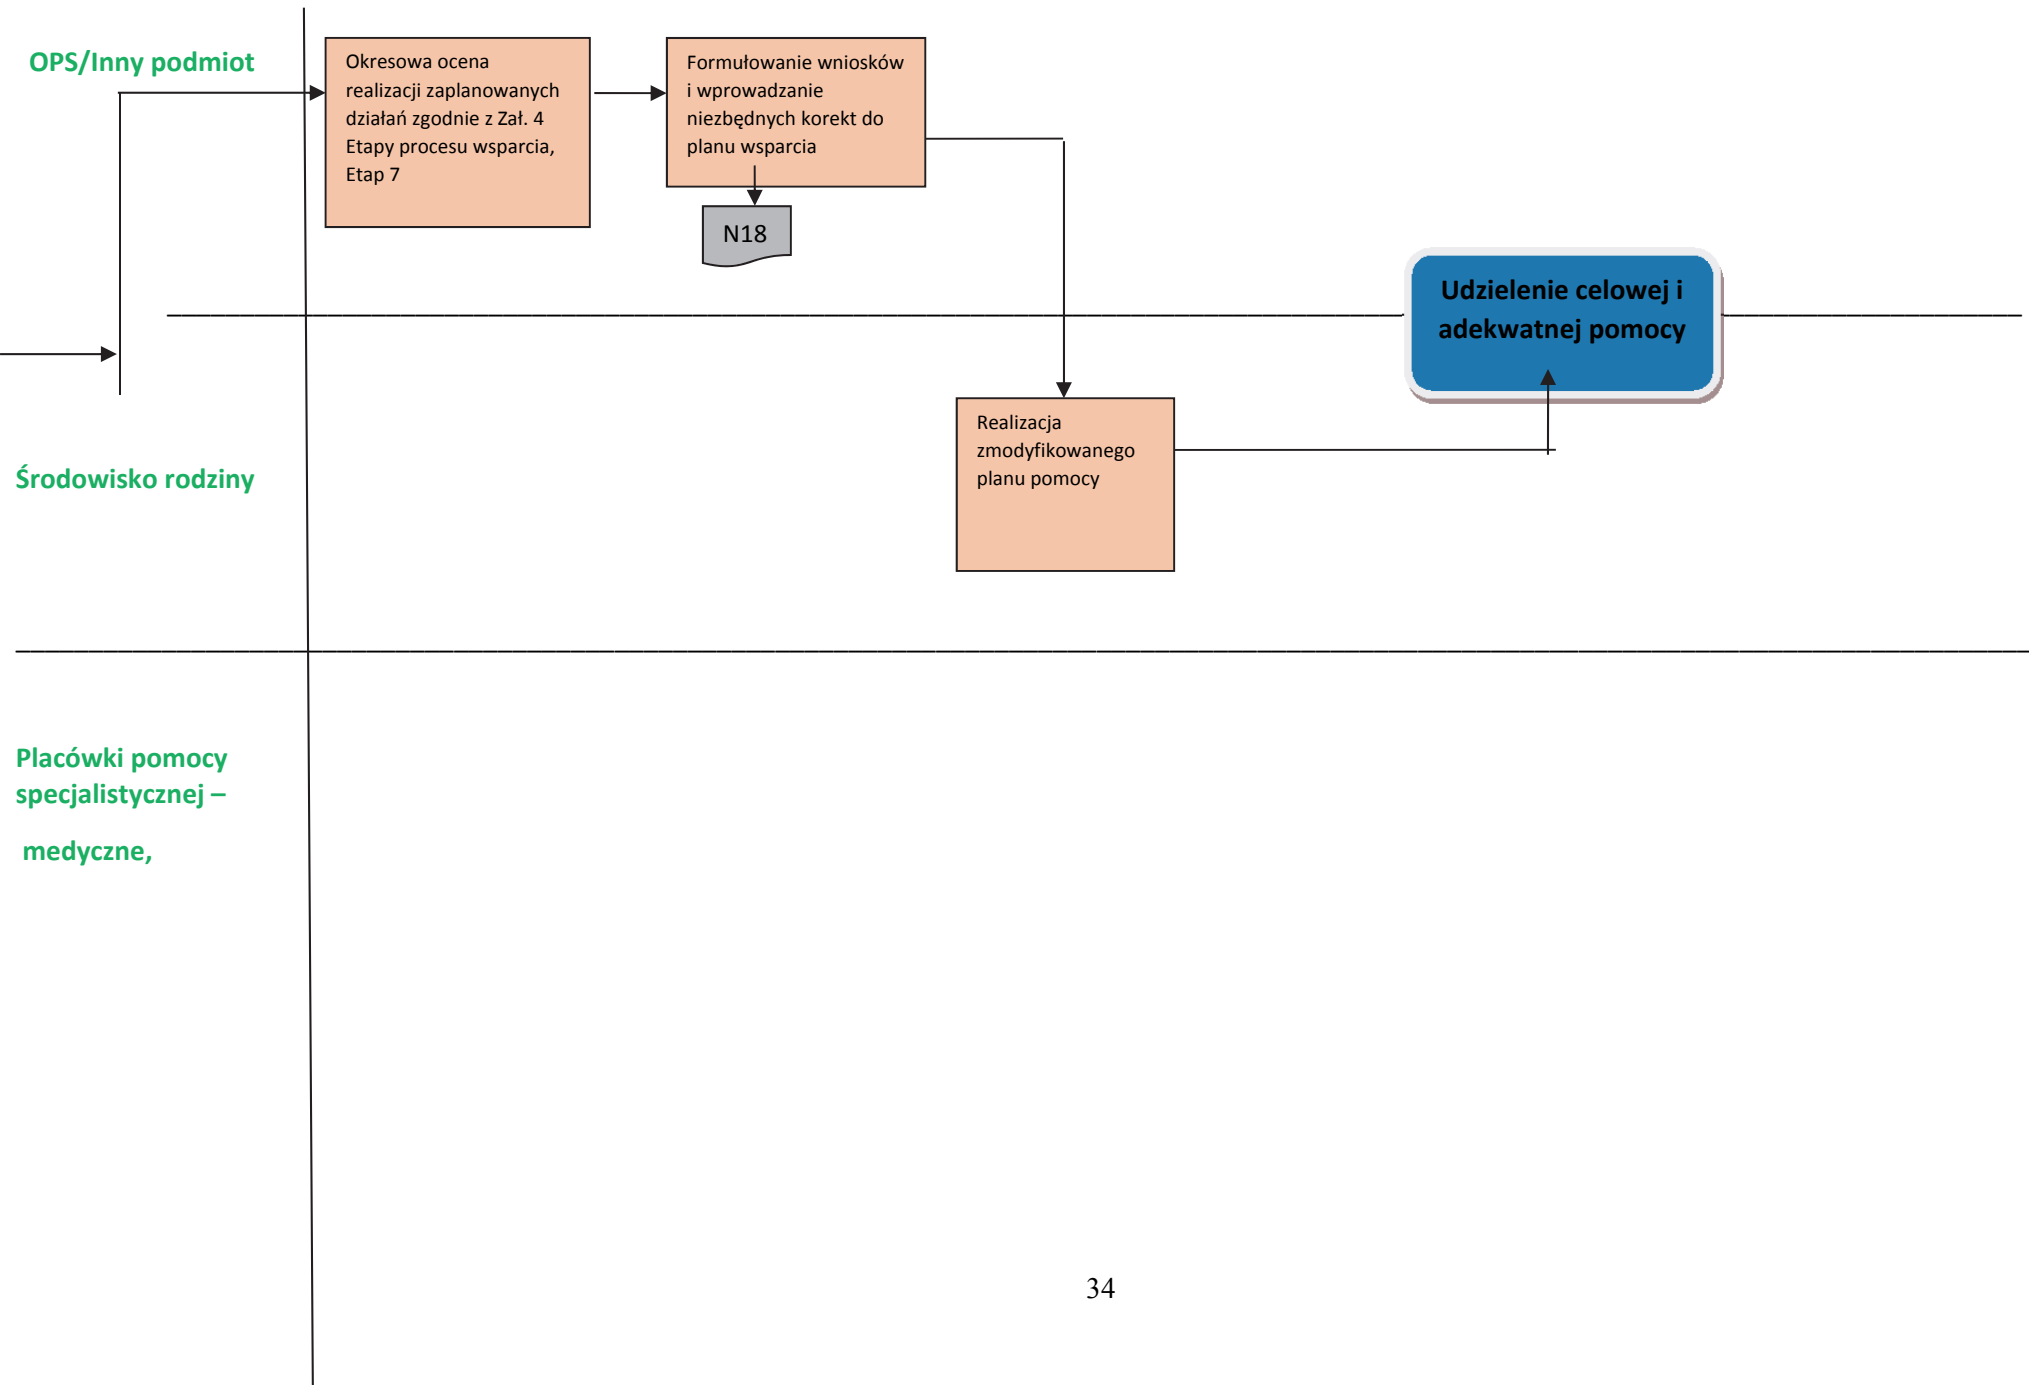 OPS/Inny podmiot
Okresowa ocena
realizacji zaplanowanych
działań zgodnie z Zał. 4
Etapy procesu wsparcia,
Etap 7
Formułowanie wniosków
i wprowadzanie
niezbędnych korekt do
planu wsparcia
N18
Udzielenie celowej i
adekwatnej pomocy
Środowisko rodziny
Realizacja
zmodyfikowanego
planu pomocy
Placówki pomocy
specjalistycznej –
medyczne,
34